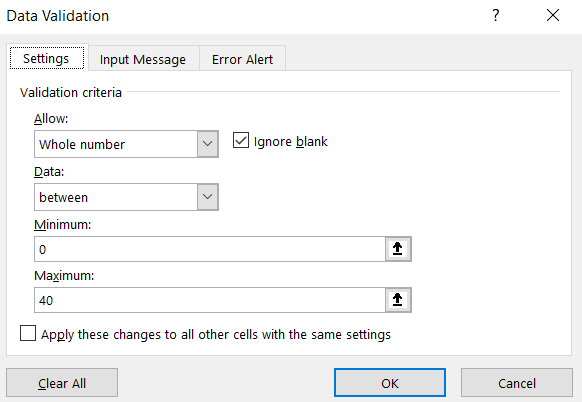 Data Validation ?
Settings Input Message Error Alert
Validation criteria
Allow:
Whole number Ignore blank
Data:
between
Minimum:
0
Maximum:
40
Apply these changes to all other cells with the same settings
Clear All OK Cancel